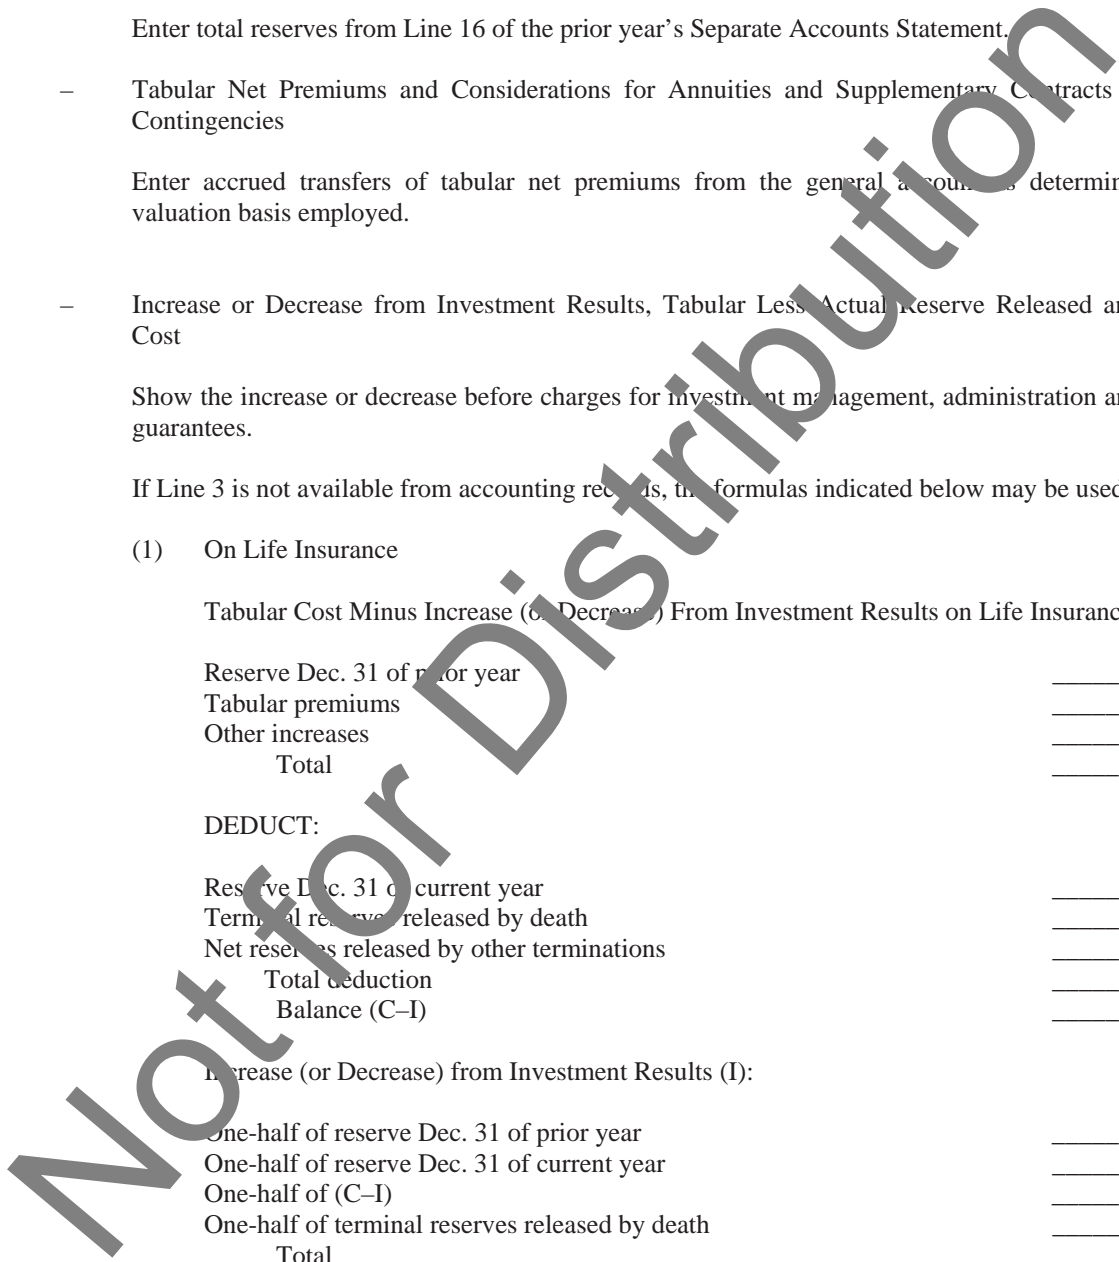 Enter total reserves from Line 16 of the prior year's Separate Accounts Statement.
– Tabular Net Premiums and Considerations for Annuities and Supplementary Contracts
Contingencies
Enter accrued transfers of tabular net premiums from the general
valuation basis employed.
– Increase or Decrease from Investment Results, Tabular Less Actual Reserve Released
Cost
Show the increase or decrease before charges for investment management, administration
guarantees.
If Line 3 is not available from accounting records, the formulas indicated below may be used
(1) On Life Insurance
Tabular Cost Minus Increase (or Decrease) From Investment Results on Life
Reserve Dec. 31 of prior year
Tabular premiums
Other increases
Total
DEDUCT:
Reserve Dec. 31 of current year
Terminal reserves released by death
Net reserves released by other terminations
Total deduction
Balance (C–I)
Increase (or Decrease) from Investment Results (I):
One-half of reserve Dec. 31 of prior year
One-half of reserve Dec. 31 of current year
One-half of (C–I)
One-half of terminal reserves released by death
Total
Not for Distribution